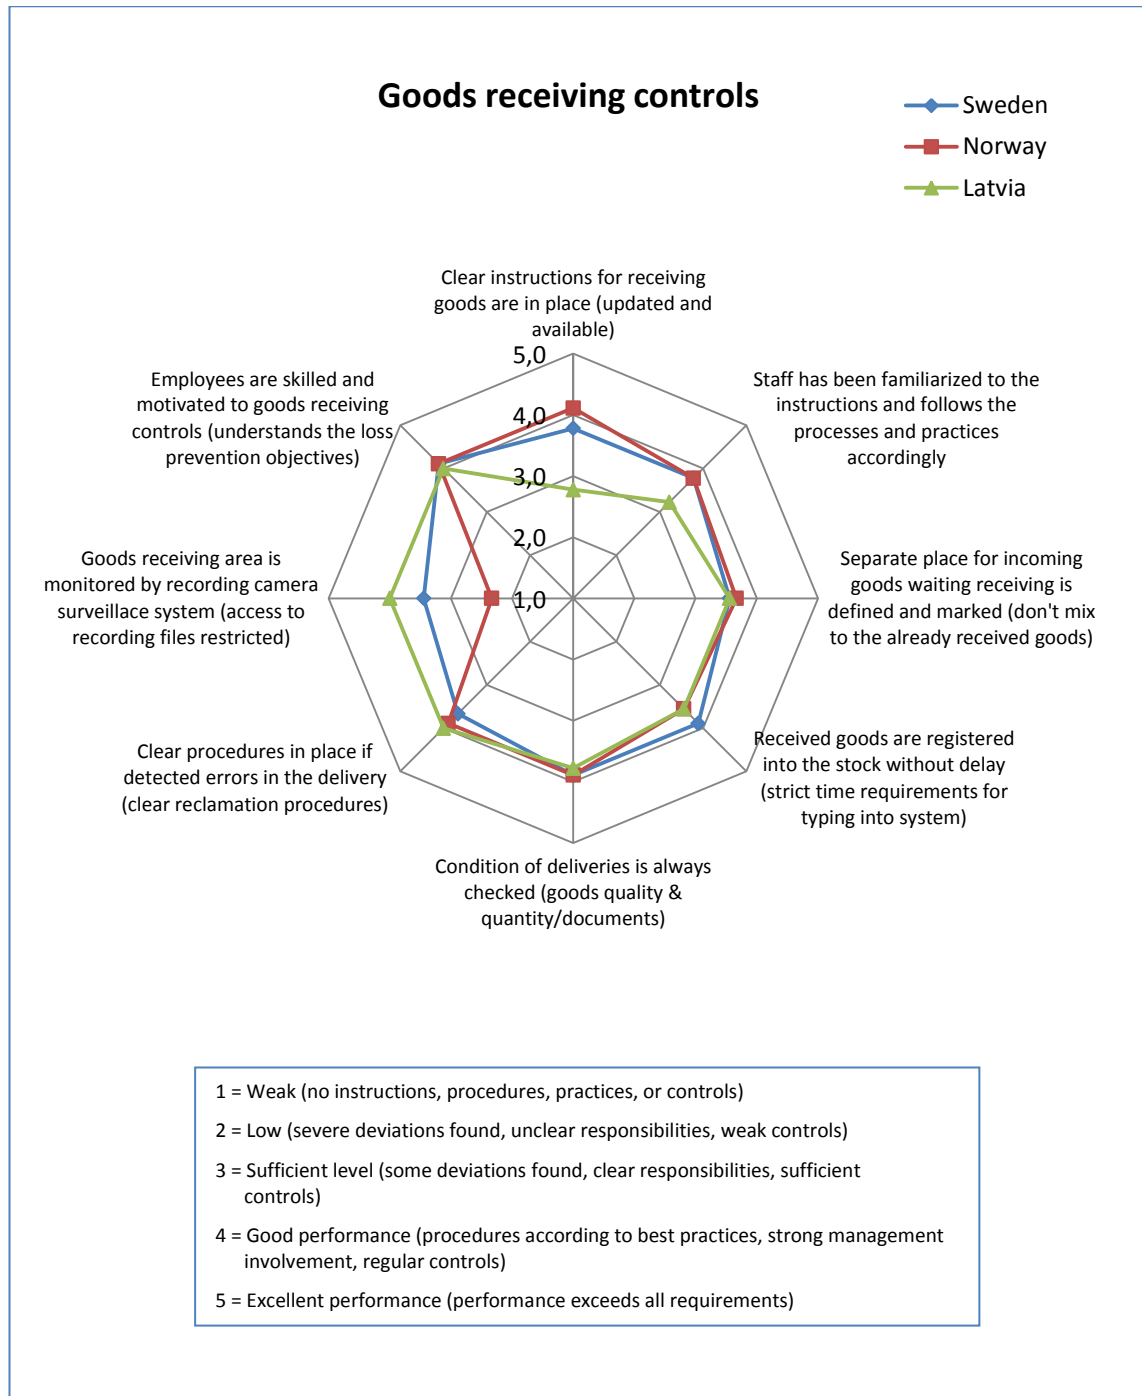 Goods receiving controls
Sweden
Norway
Latvia
Clear instructions for receiving
goods are in place (updated and
available)
Staff has been familiarized to the
instructions and follows the
processes and practices
accordingly
Separate place for incoming
goods waiting receiving is
defined and marked (don't mix
to the already received goods)
Received goods are registered
into the stock without delay
(strict time requirements for
typing into system)
Condition of deliveries is always
checked (goods quality &
quantity/documents)
Clear procedures in place if
detected errors in the delivery
(clear reclamation procedures)
Goods receiving area is
monitored by recording camera
surveillace system (access to
recording files restricted)
Employees are skilled and
motivated to goods receiving
controls (understands the loss
prevention objectives)
5,0
4,0
3,0
2,0
1,0
1 = Weak (no instructions, procedures, practices, or controls)
2 = Low (severe deviations found, unclear responsibilities, weak controls)
3 = Sufficient level (some deviations found, clear responsibilities, sufficient
controls)
4 = Good performance (procedures according to best practices, strong management
involvement, regular controls)
5 = Excellent performance (performance exceeds all requirements)